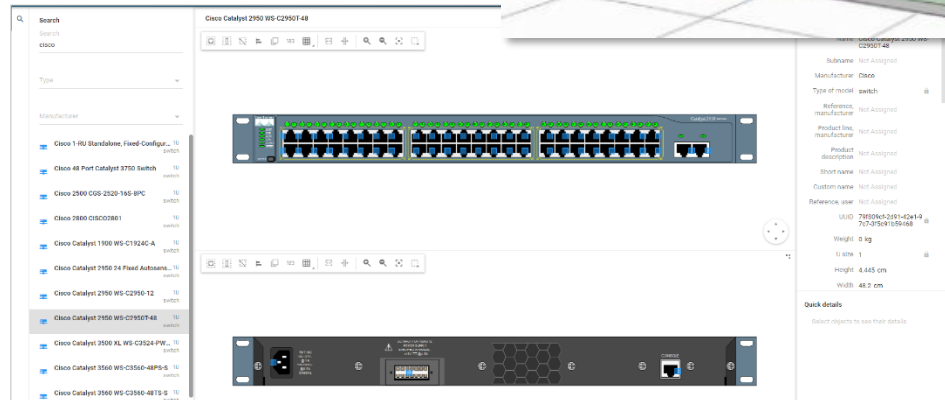 Search
Cisco Catalyst 2950 WS-C2950T-48
Search
cisco
Type
Manufacturer
Cisco 1-RU Standalone, Fixed-Configur... 1U
switch
Cisco 48 Port Catalyst 3750 Switch 1U
switch
Cisco 2500 CGS-2520-16S-8PC 1U
switch
Cisco 2800 CISCO2801 1U
switch
Cisco Catalyst 1900 WS-C1924C-A 1U
switch
Cisco Catalyst 2950 24 Fixed Autosens... 1U
switch
Cisco Catalyst 2950 WS-C2950-12 1U
switch
Cisco Catalyst 2950 WS-C2950T-48 1U
switch
Cisco Catalyst 3500 XL WS-C3524-PW... 1U
switch
Cisco Catalyst 3560 WS-C3560-48PS-S 1U
switch
Cisco Catalyst 3560 WS-C3560-48TS-S 1U
switch
Name Cisco Catalyst 2950 WS-
C2950T-48
Subname Not Assigned
Manufacturer Cisco
Type of model switch
Reference, manufacturer Not Assigned
Product line, manufacturer Not Assigned
Product description Not Assigned
Short name Not Assigned
Custom name Not Assigned
Reference, user Not Assigned
UUID
Weight 0 kg
U size 1
Height 4.445 cm
Width 48.2 cm
Quick details
Select objects to see their details